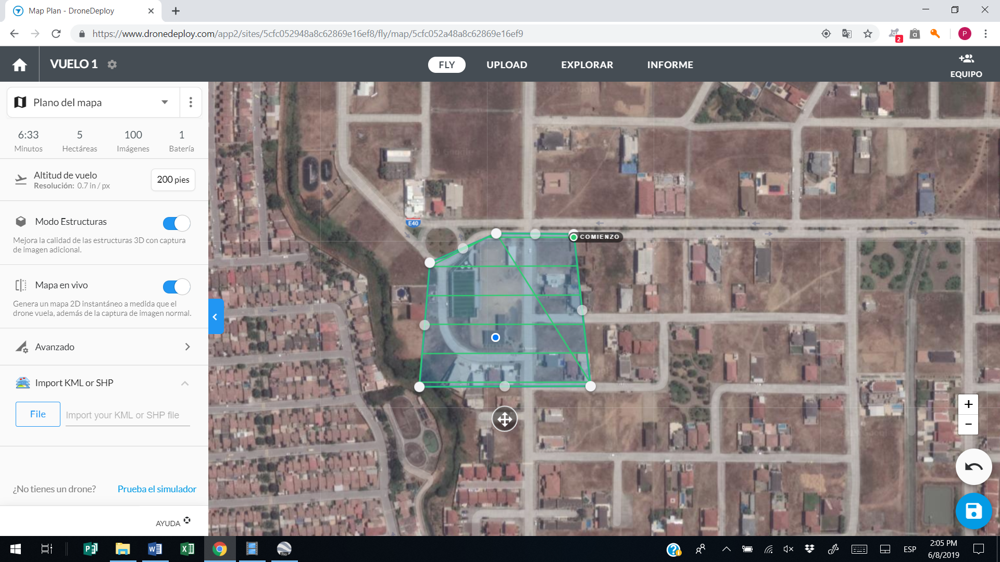 Map Plan - DroneDeploy
https://www.dronedeploy.com/app2/sites/5cfc052948a8c62869e16ef8/fly/map/5cfc052a48a8c62869e16ef9
2
P
VUELO 1
FLY
UPLOAD
EXPLORAR
INFORME
EQUIPO
Plano del mapa
6:33
5
100
1
Minutos
Hectáreas
Imágenes
Batería
Altitud de vuelo
Resolución: 0.7 in / px
200 pies
Modo Estructuras
Mejora la calidad de las estructuras 3D con captura
de imagen adicional.
Mapa en vivo
Genera un mapa 2D instantáneo a medida que el
drone vuela, además de la captura de imagen normal.
Avanzado
Import KML or SHP
File
Import your KML or SHP file
¿No tienes un drone?
Prueba el simulador
AYUDA
E40
COMIENZO
+
−
ESP
2:05 PM
6/8/2019